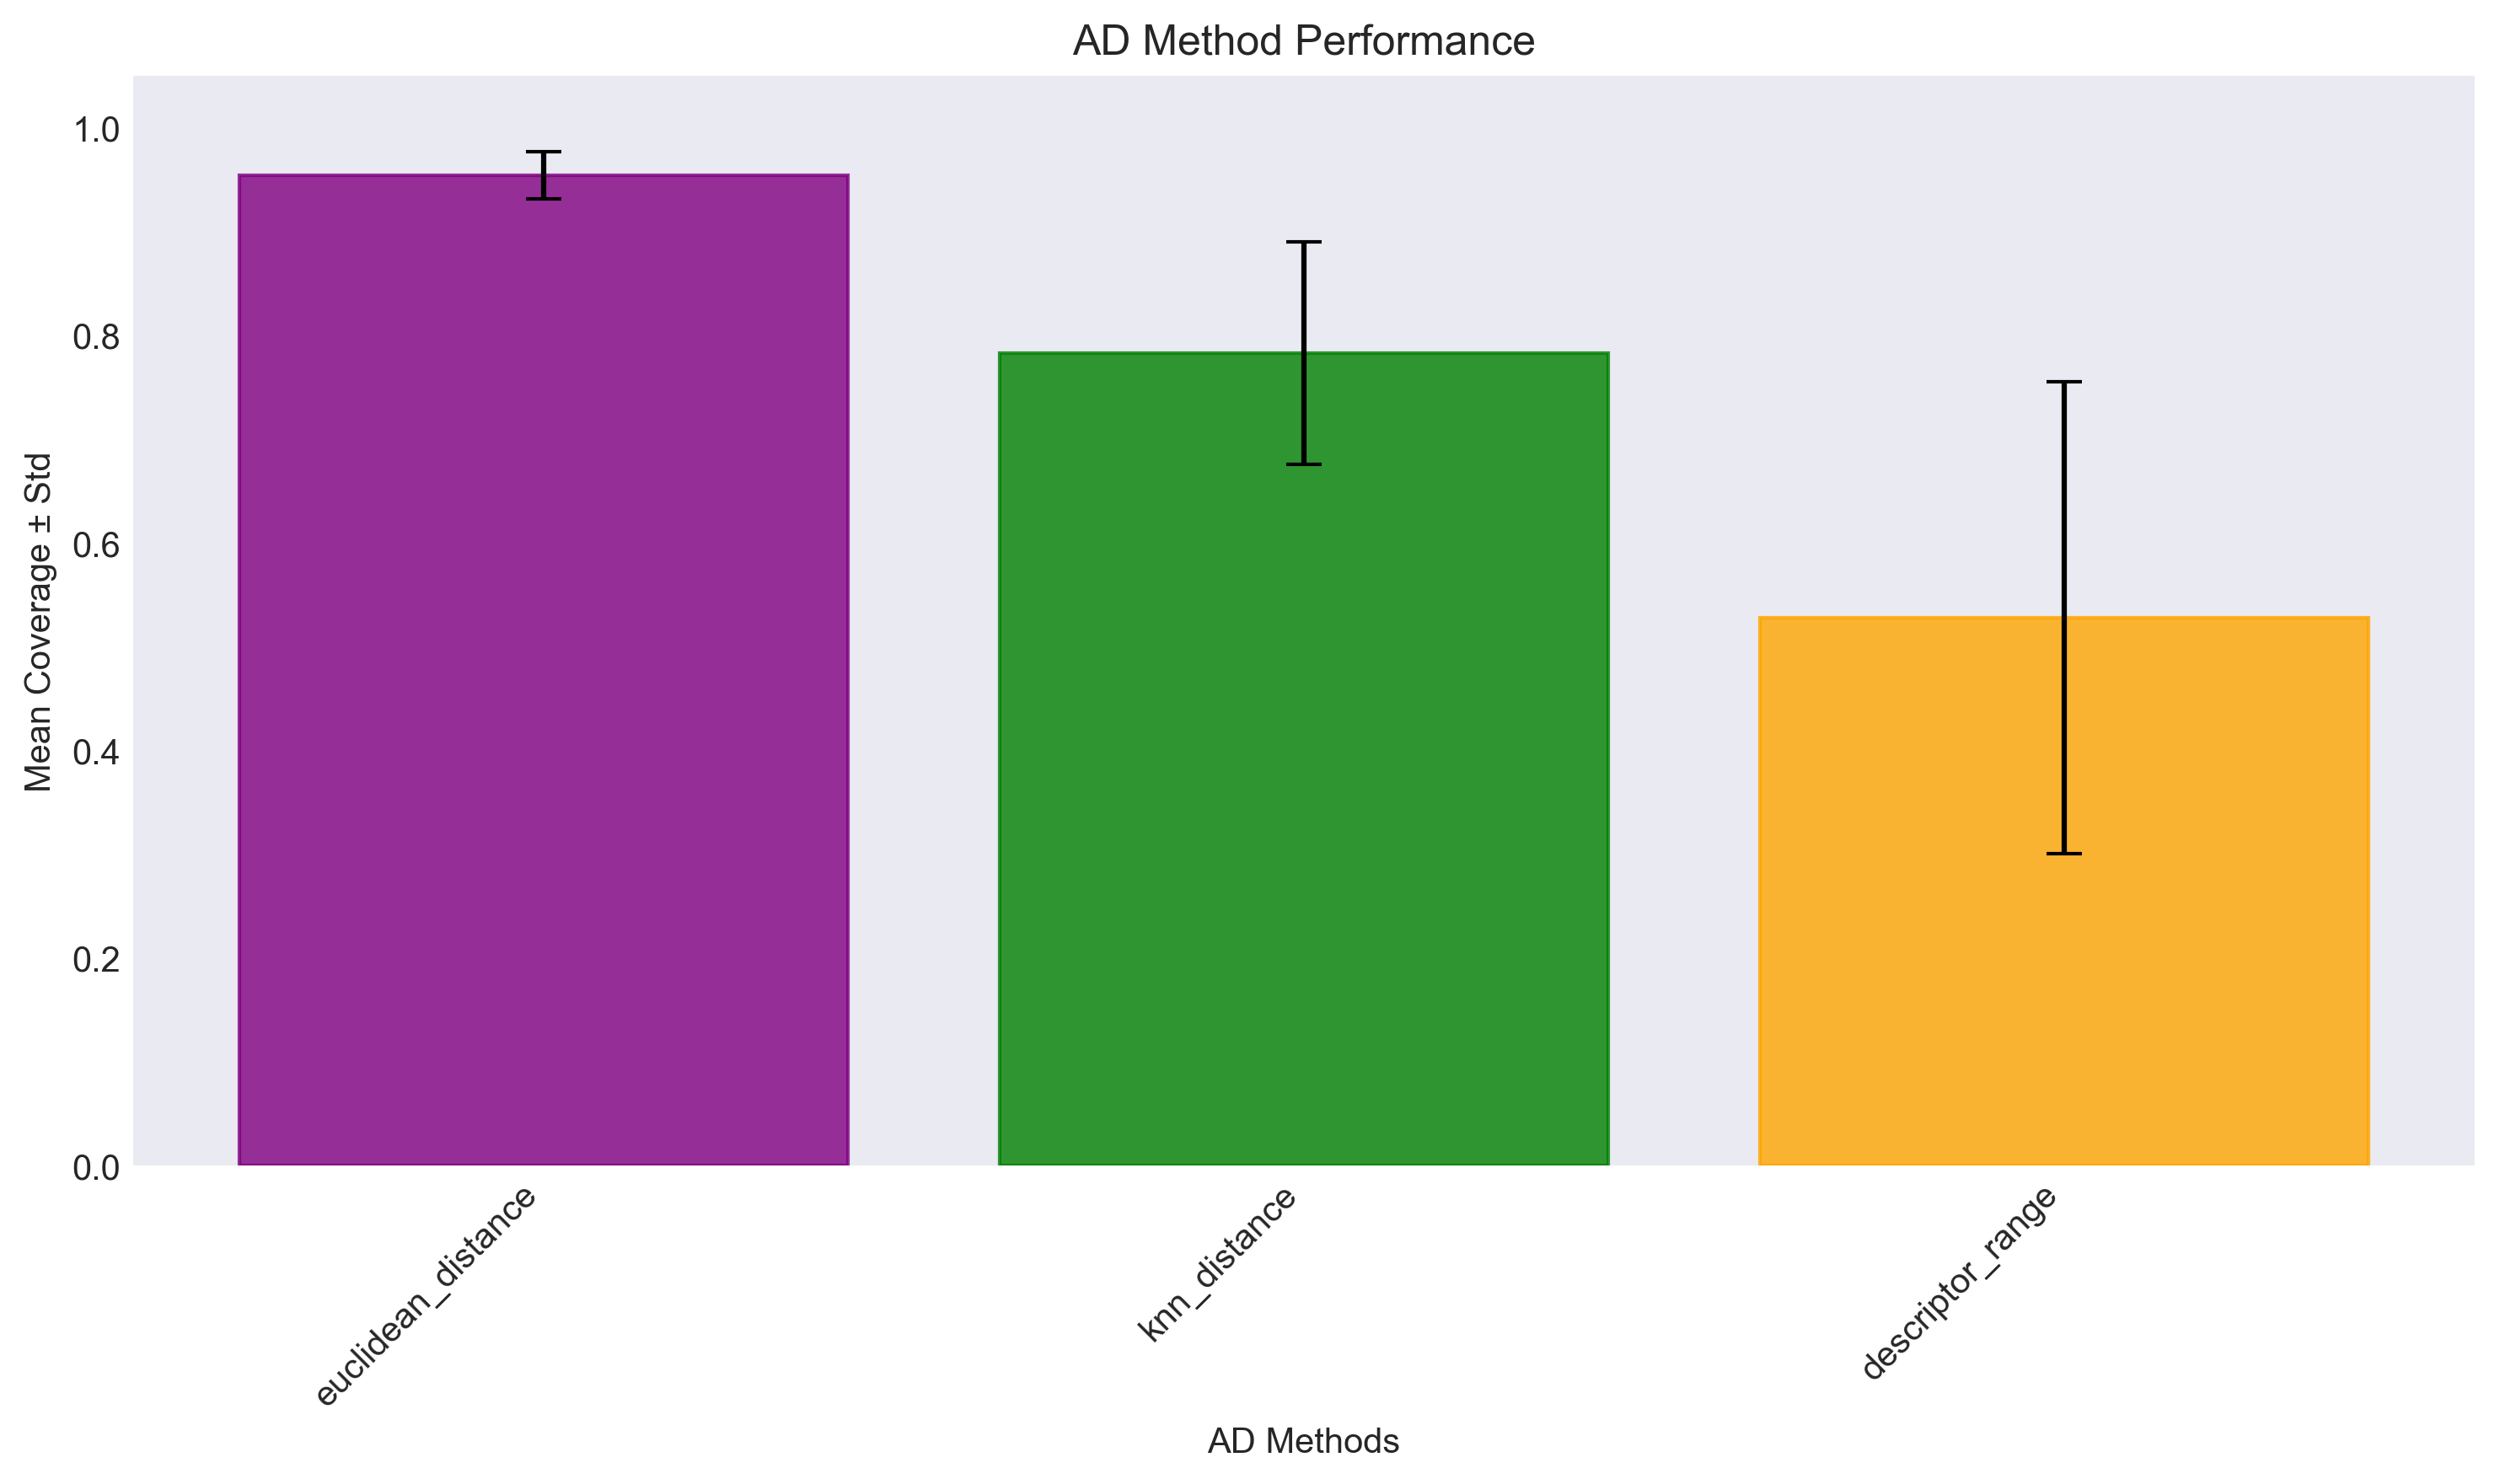 AD Method Performance
Mean Coverage ± Std
1.0
0.8
0.6
0.4
0.2
0.0
euclidean_distance
knn_distance
descriptor_range
AD Methods